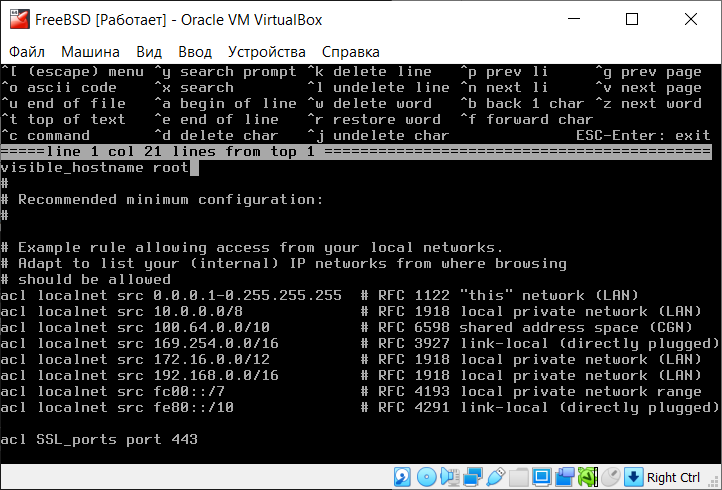 FreeBSD [Работает] - Oracle VM VirtualBox
Файл Машина Вид Ввод Устройства Справка
^[ (escape) menu ^y search prompt ^k delete line ^p prev li ^g prev page
^o ascii code ^x search ^l undelete line ^n next li ^v next page
^u end of file ^a begin of line ^w delete word ^b back 1 char ^z next word
^t top of text ^e end of line ^r restore word ^f forward char
^c command ^d delete char ^j undelete char ESC-Enter: exit
=====line 1 col 21 lines from top 1 ============================================
visible_hostname root
#
# Recommended minimum configuration:
#
# Example rule allowing access from your local networks.
# Adapt to list your (internal) IP networks from where browsing
# should be allowed
acl localnet src 0.0.0.1-0.255.255.255 # RFC 1122 "this" network (LAN)
acl localnet src 10.0.0.0/8 # RFC 1918 local private network (LAN)
acl localnet src 100.64.0.0/10 # RFC 6598 shared address space (CGN)
acl localnet src 169.254.0.0/16 # RFC 3927 link-local (directly plugged)
acl localnet src 172.16.0.0/12 # RFC 1918 local private network (LAN)
acl localnet src 192.168.0.0/16 # RFC 1918 local private network (LAN)
acl localnet src fc00::/7 # RFC 4193 local private network range
acl localnet src fe80::/10 # RFC 4291 link-local (directly plugged)
acl SSL_ports port 443
Right Ctrl